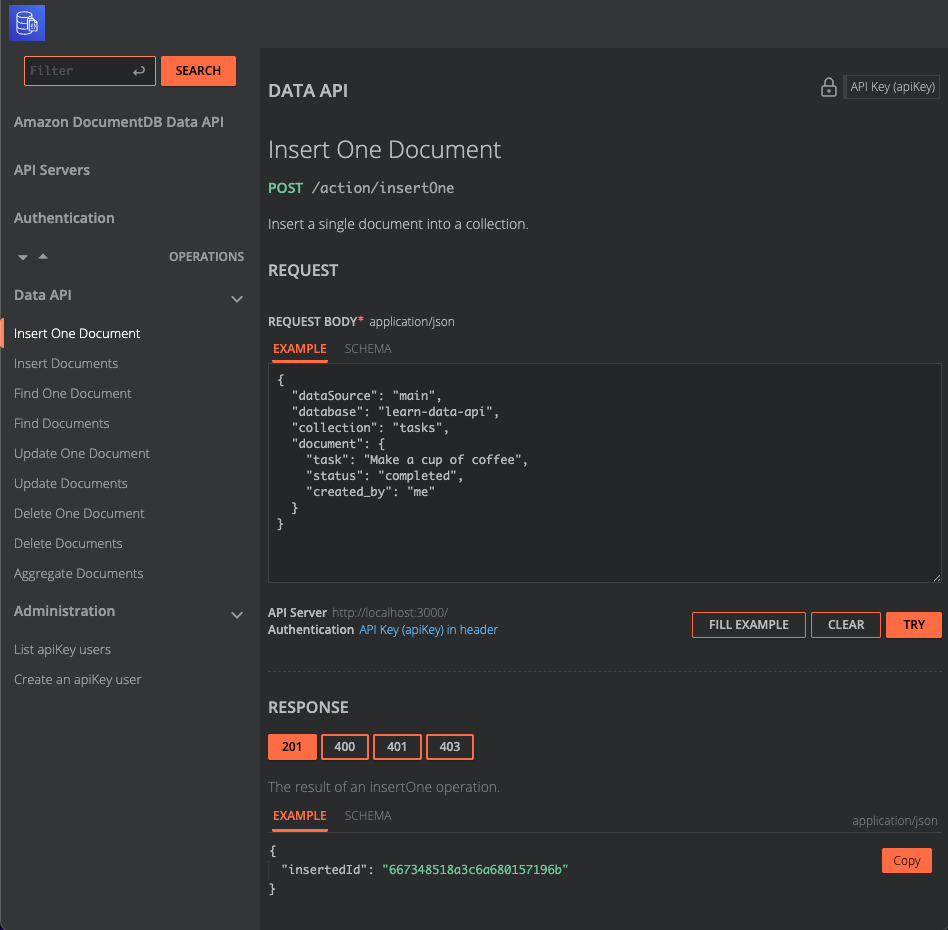 Filter
SEARCH
Amazon DocumentDB Data API
API Servers
Authentication
OPERATIONS
Data API
Insert One Document
Insert Documents
Find One Document
Find Documents
Update One Document
Update Documents
Delete One Document
Delete Documents
Aggregate Documents
Administration
List apiKey users
Create an apiKey user
DATA API
API Key (apiKey)
Insert One Document
POST /action/insertOne
Insert a single document into a collection.
REQUEST
REQUEST BODY* application/json
EXAMPLE SCHEMA
{
  "dataSource": "main",
  "database": "learn-data-api",
  "collection": "tasks",
  "document": {
    "task": "Make a cup of coffee",
    "status": "completed",
    "created_by": "me"
  }
}
API Server http://localhost:3000/
Authentication API Key (apiKey) in header
FILL EXAMPLE CLEAR TRY
RESPONSE
201 400 401 403
The result of an insertOne operation.
EXAMPLE SCHEMA
application/json
{
  "insertedId": "667348518a3c6a680157196b"
}
Copy